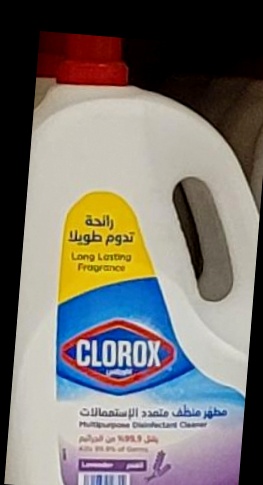 رائحة
تدوم طويلا
Long Lasting
Fragrance
CLOROX
كلوركس
مطهر منظف متعدد الإستعمالات
Multipurpose Disinfectant Cleaner
يقتل 99.9% من الجراثيم
Kills 99.9% of Germs
Lavender